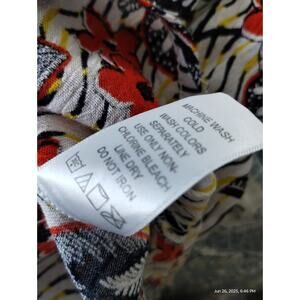 MACHINE WASH
COLD
WASH COLORS
SEPARATELY
USE ONLY NON-
CHLORINE BLEACH
LINE DRY
DO NOT IRON
Jun 26, 2025, 6:46 PM